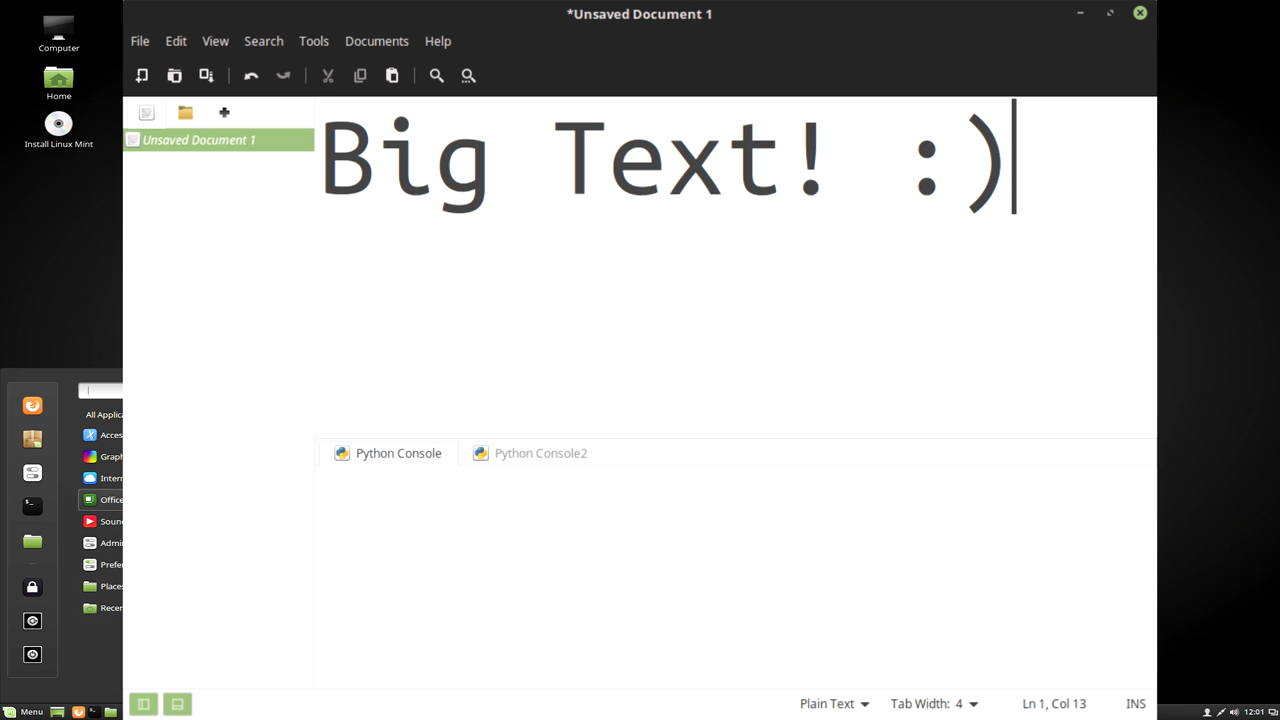 *Unsaved Document 1
File Edit View Search Tools Documents Help
Computer
Home
Install Linux Mint
Unsaved Document 1
Big Text! :)
Python Console Python Console2
All Applic
Acces
Graph
Intern
Office
Soun
Admi
Prefe
Places
Recen
Plain Text Tab Width: 4 Ln 1, Col 13 INS
Menu 12:01